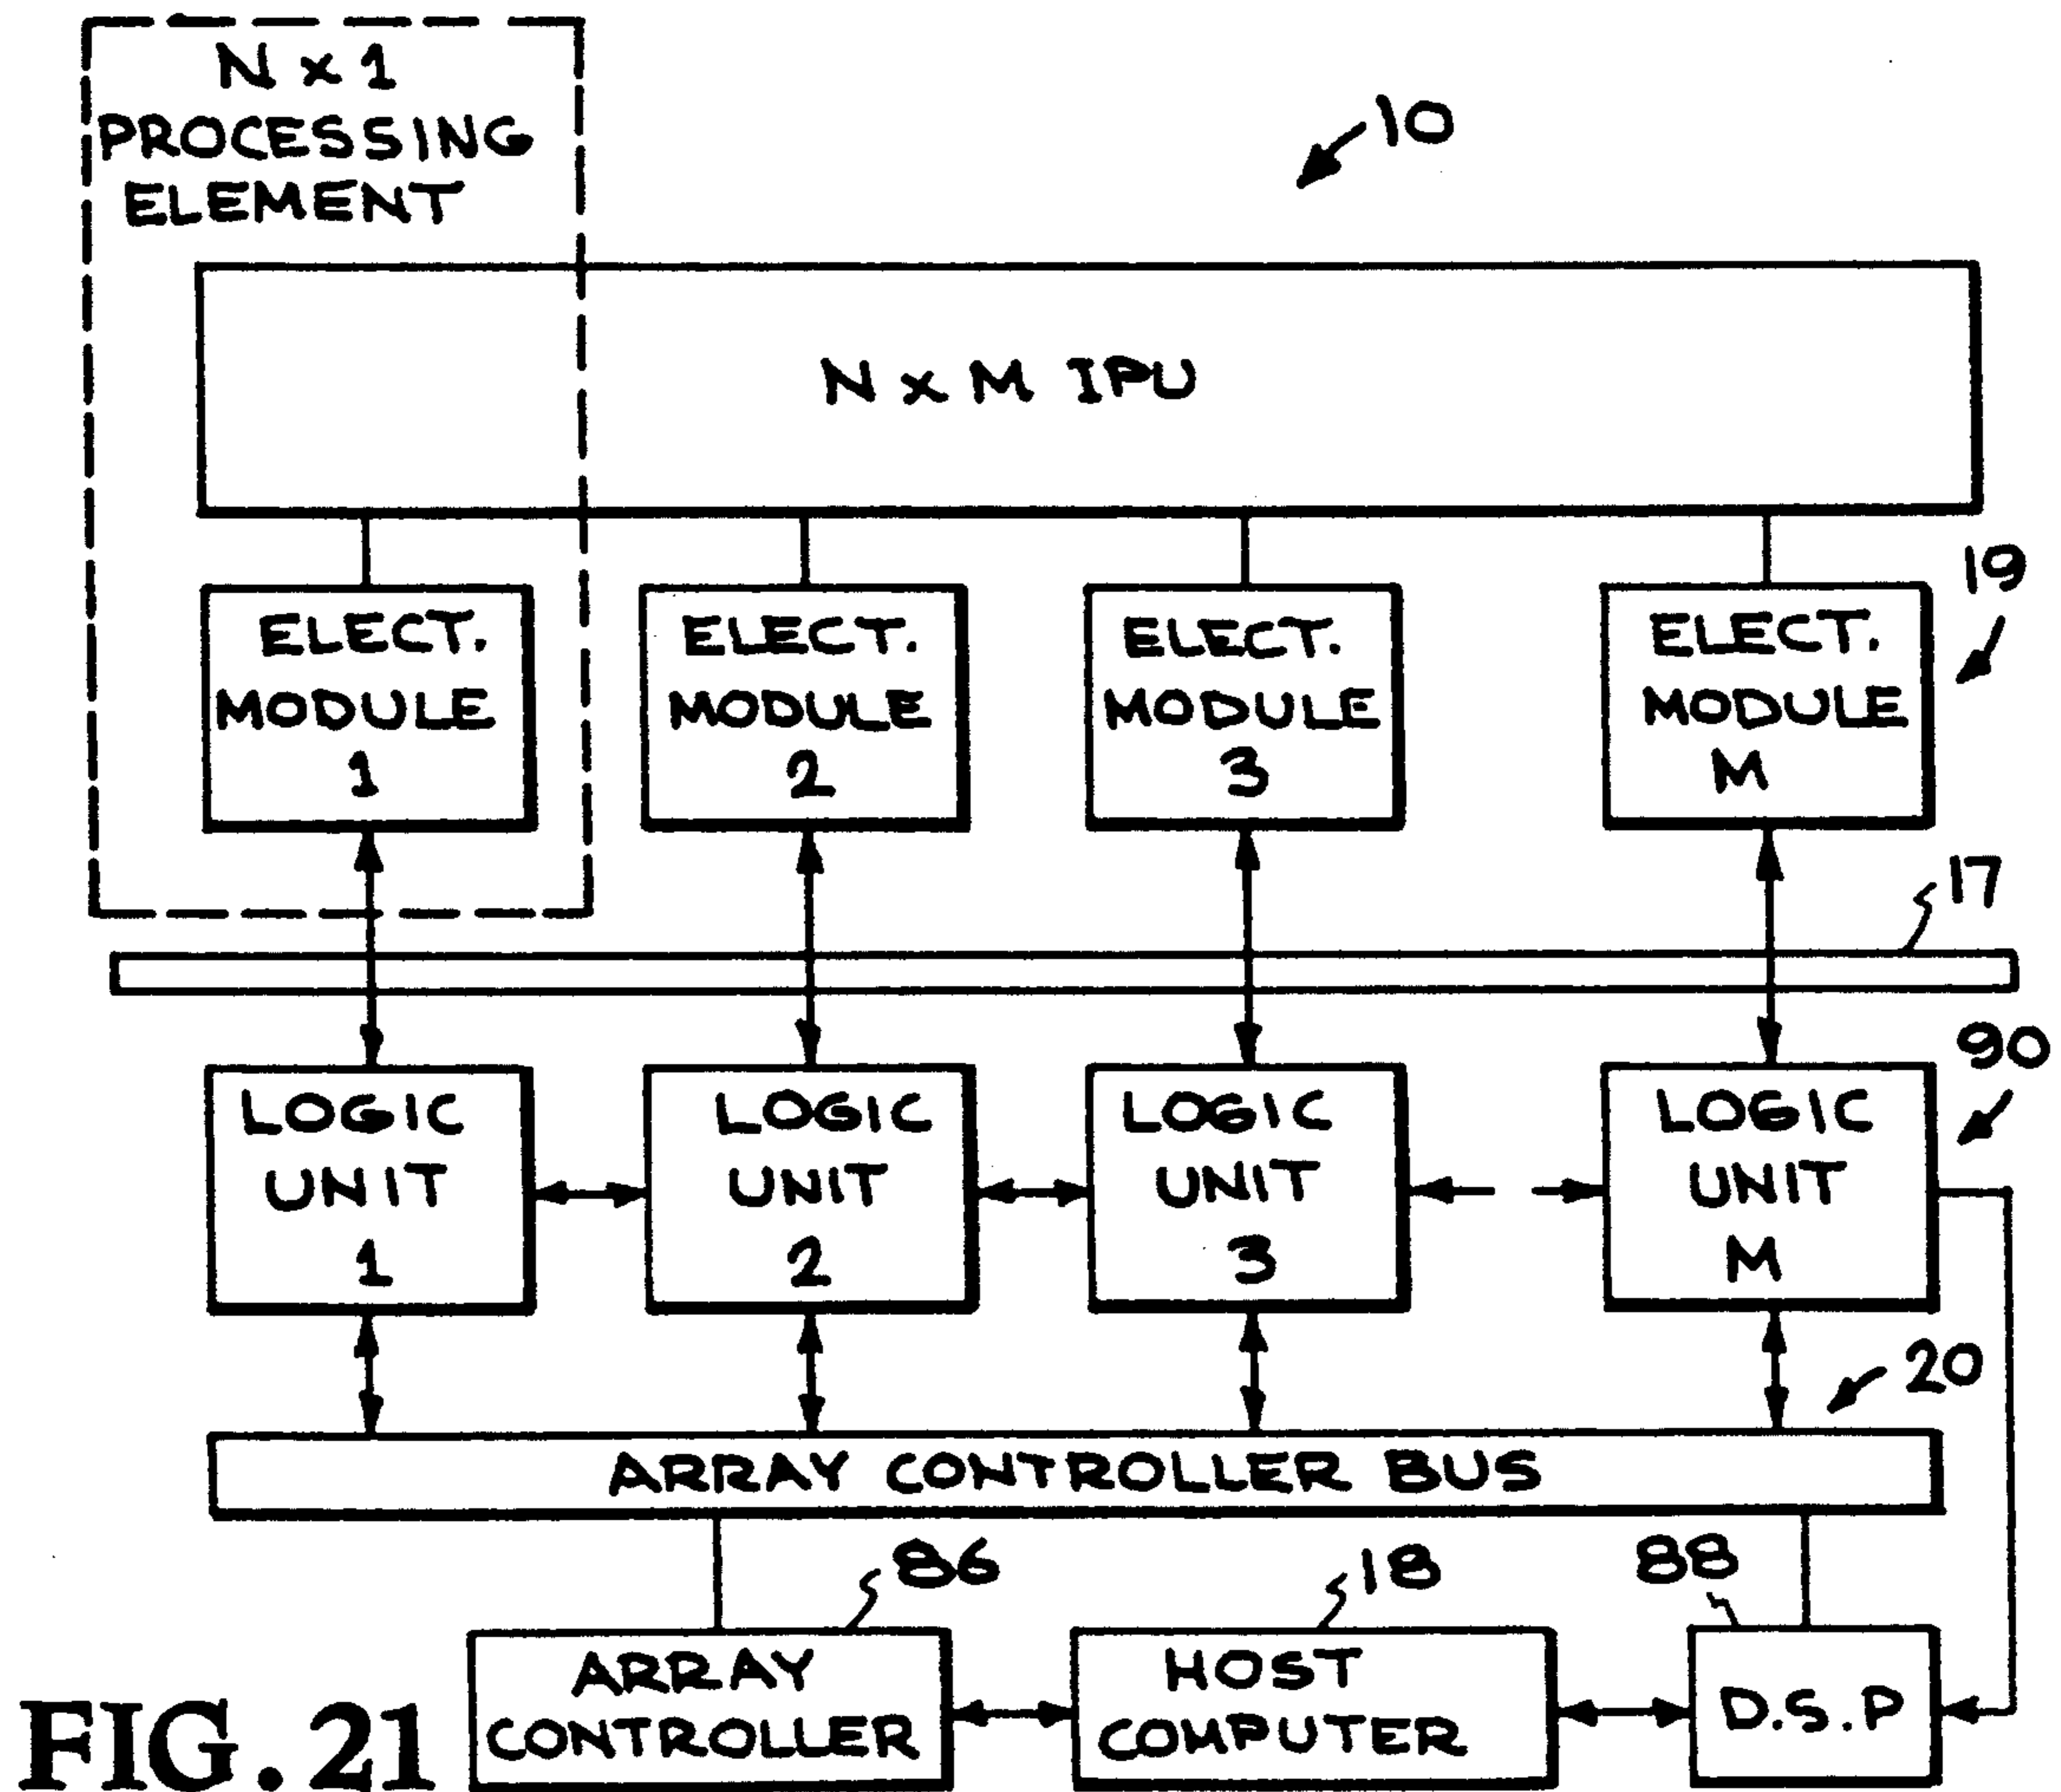 N x 1
PROCESSING
ELEMENT
10
N x M IPU
19
ELECT.
MODULE
1
ELECT.
MODULE
2
ELECT.
MODULE
3
ELECT.
MODULE
M
17
90
LOGIC
UNIT
1
LOGIC
UNIT
2
LOGIC
UNIT
3
LOGIC
UNIT
M
20
ARRAY CONTROLLER BUS
86
18
88
ARRAY
CONTROLLER
HOST
COMPUTER
D.S.P
FIG. 21